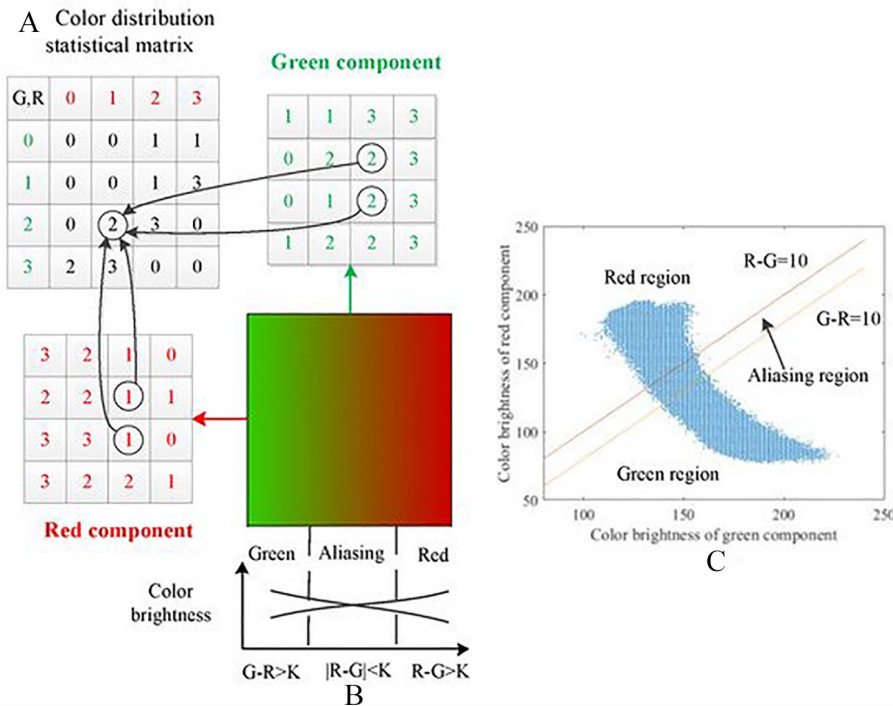 A
Color distribution
statistical matrix
G,R 0 1 2 3
0 0 0 1 1
1 0 0 1 3
2 0 2 3 0
3 2 3 0 0
Green component
1 1 3 3
0 2 2 3
0 1 2 3
1 2 2 3
3 2 1 0
2 2 1 1
3 3 1 0
3 2 2 1
Red component
Green Aliasing Red
Color
brightness
G-R>K |R-G|<K R-G>K
B
250
200
150
100
50
Color brightness of red component
Red region
R-G=10
G-R=10
Aliasing region
Green region
100 150 200 250
Color brightness of green component
C